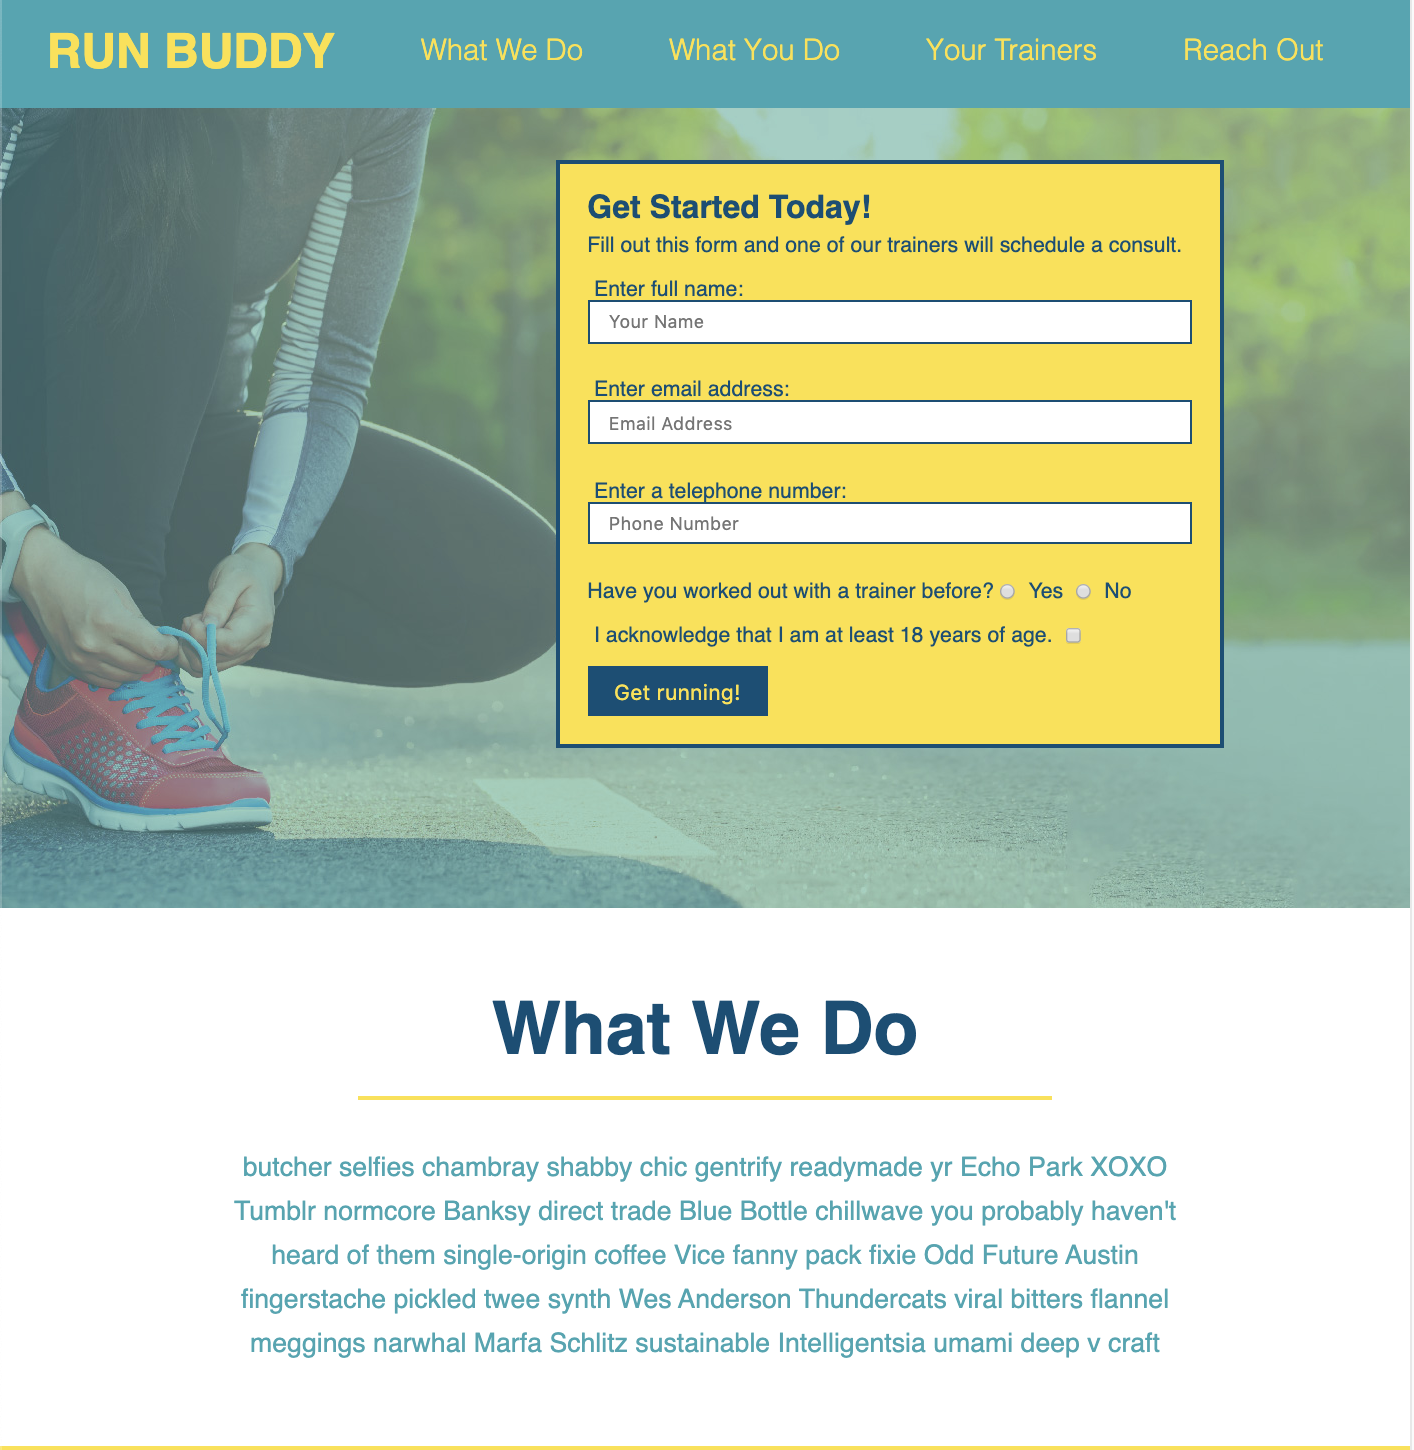 RUN BUDDY What We Do What You Do Your Trainers Reach Out
Get Started Today!
Fill out this form and one of our trainers will schedule a consult.
Enter full name:
Your Name
Enter email address:
Email Address
Enter a telephone number:
Phone Number
Have you worked out with a trainer before? Yes No
I acknowledge that I am at least 18 years of age.
Get running!
What We Do
butcher selfies chambray shabby chic gentrify readymade yr Echo Park XOXO
Tumblr normcore Banksy direct trade Blue Bottle chillwave you probably haven't
heard of them single-origin coffee Vice fanny pack fixie Odd Future Austin
fingerstache pickled twee synth Wes Anderson Thundercats viral bitters flannel
meggings narwhal Marfa Schlitz sustainable Intelligentsia umami deep v craft